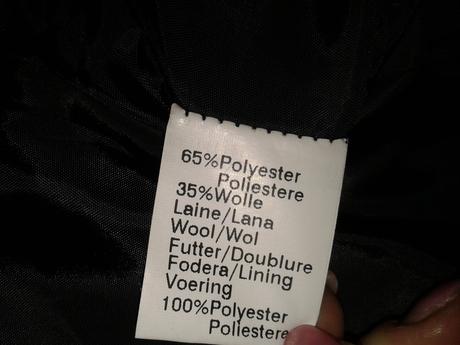 65%Polyester
Poliestere
35%Wolle
Laine/Lana
Wool/Wol
Futter/Doublure
Fodera/Lining
Voering
100%Polyester
Poliestere